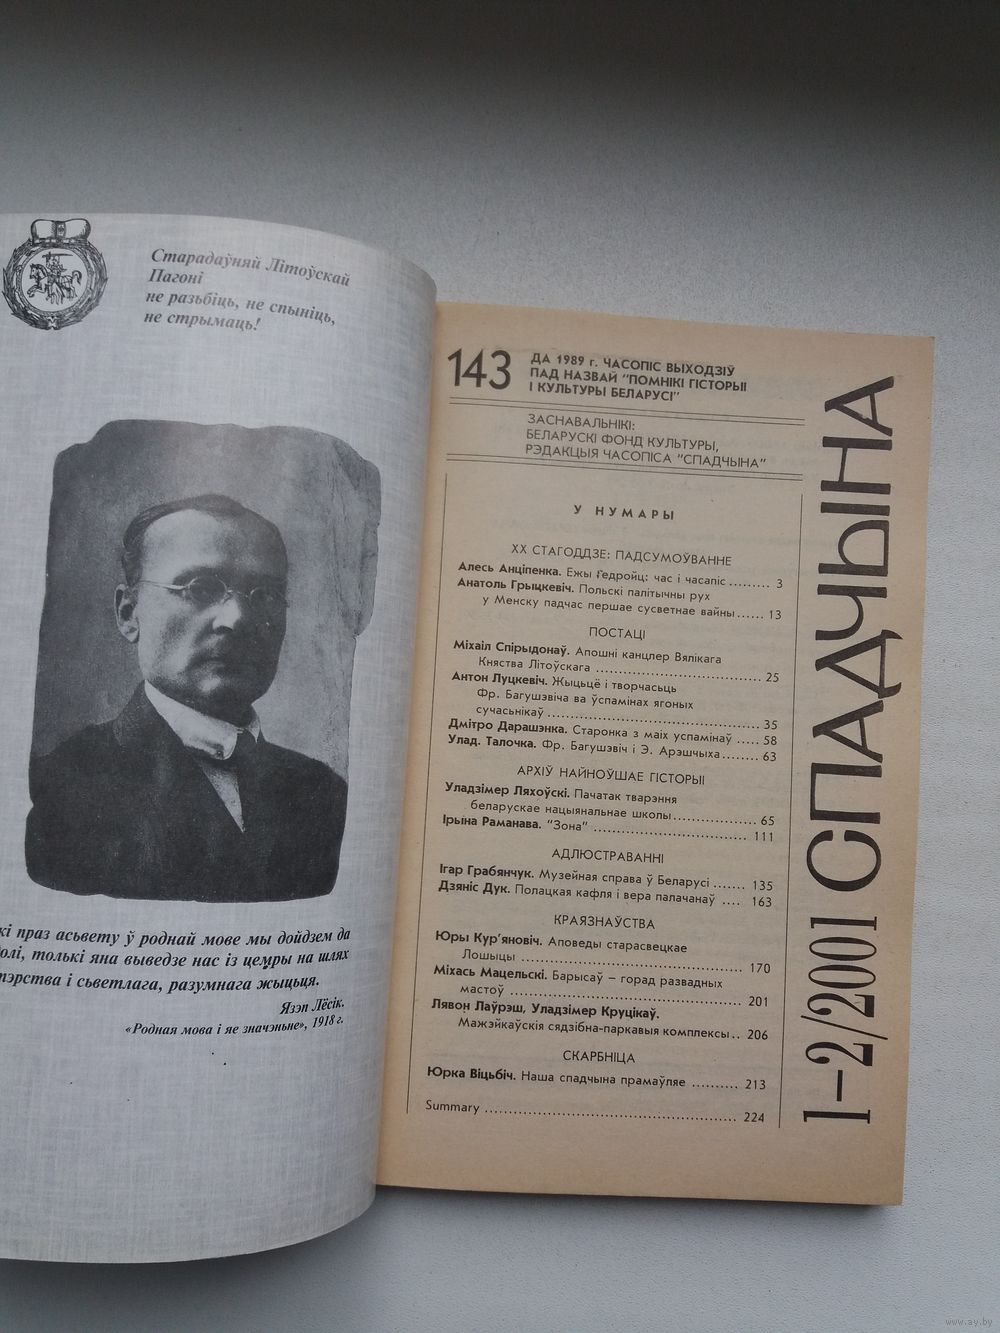 Старадаўняй Літоўскай
Пагоні
не разьбіць, не спыніць,
не стрымаць!
праз асьвету ў роднай мове мы дойдзем да
толькі яна выведзе нас із цемры на шлях
і сьветлага, разумнага жыцьця.
Язэп Лёсік.
«Родная мова і яе значэньне», 1918 г.
143
ДА 1989 г. ЧАСОПІС ВЫХОДЗІЎ
ПАД НАЗВАЙ "ПОМНІКІ ГІСТОРЫІ
І КУЛЬТУРЫ БЕЛАРУСІ"
ЗАСНАВАЛЬНІКІ:
БЕЛАРУСКІ ФОНД КУЛЬТУРЫ,
РЭДАКЦЫЯ ЧАСОПІСА "СПАДЧЫНА"
У НУМАРЫ
ХХ СТАГОДДЗЕ: ПАДСУМОЎВАННЕ
Алесь Анціпенка. Ежы Ґедройц: час і часапіс ......... 3
Анатоль Грыцкевіч. Польскі палітычны рух
у Менску падчас першае сусветнае вайны ...... 13
ПОСТАЦІ
Міхаіл Спірыдонаў. Апошні канцлер Вялікага
Княства Літоўскага .................................... 25
Антон Луцкевіч. Жыцьцё і творчасьць
Фр. Багушэвіча ва ўспамінах ягоных
сучасьнікаў ............................................. 35
Дмітро Дарашэнка. Старонка з маіх успамінаў ..... 58
Улад. Талочка. Фр. Багушэвіч і Э. Арэшчыха ........ 63
АРХІЎ НАЙНОЎШАЕ ГІСТОРЫІ
Уладзімер Ляхоўскі. Пачатак тварэння
беларускае нацыянальнае школы .................. 65
Ірына Раманава. "Зона" ................................ 111
АДЛЮСТРАВАННІ
Ігар Грабянчук. Музейная справа ў Беларусі ....... 135
Дзяніс Дук. Полацкая кафля і вера палачанаў .... 163
КРАЯЗНАЎСТВА
Юры Кур'яновіч. Аповеды старасвецкае
Лошыцы .................................................. 170
Міхась Мацельскі. Барысаў – горад развадных
мастоў .................................................... 201
Лявон Лаўрэш, Уладзімер Круцікаў.
Мажэйкаўскія сядзібна-паркавыя комплексы .. 206
СКАРБНІЦА
Юрка Віцьбіч. Наша спадчына прамаўляе .......... 213
Summary .................................................... 224
1–2/2001 СПАДЧЫНА
www.ay.by